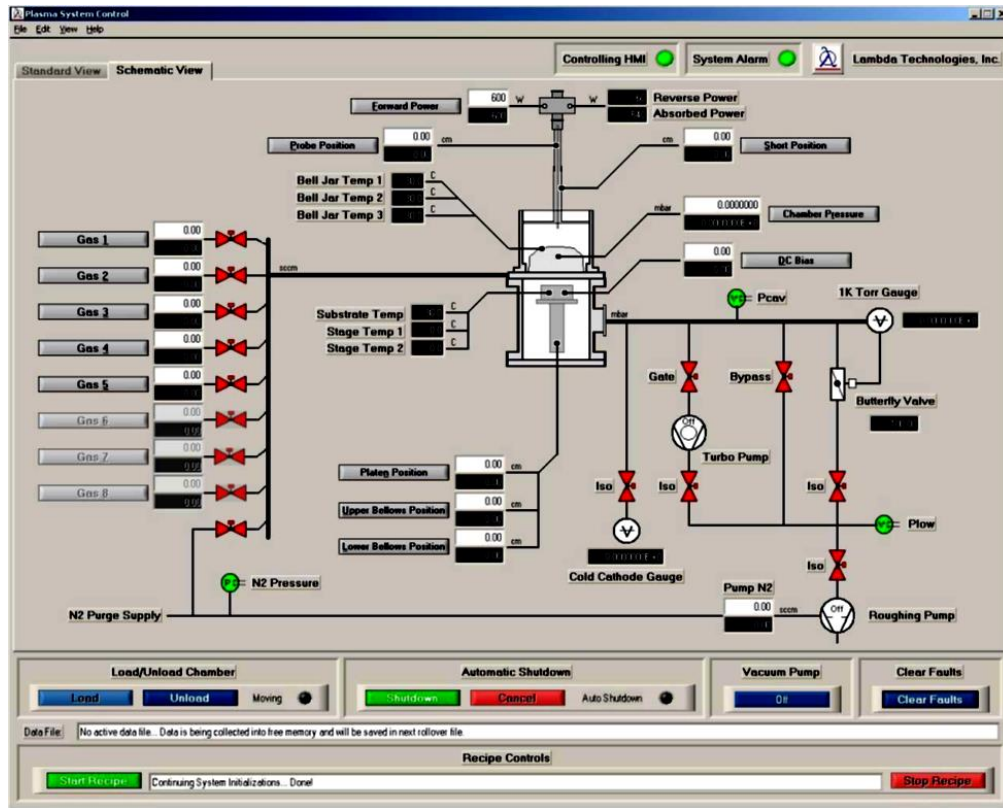 Plasma System Control
File Edit View Help
Standard View Schematic View
Controlling HMI System Alarm Lambda Technologies, Inc.
Forward Power 600 W W Reverse Power
Absorbed Power
Probe Position 0.00 cm cm 0.00 Short Position
Bell Jar Temp 1 C
Bell Jar Temp 2 C
Bell Jar Temp 3 C
mbar 0.0000000 Chamber Pressure
0.00 DC Bias
Gas 1 0.00
Gas 2 0.00 sccm
Gas 3 0.00
Gas 4 0.00
Gas 5 0.00
Gas 6 0.00
0.00
Gas 7 0.00
0.00
Gas 8 0.00
0.00
Substrate Temp C
Stage Temp 1 C
Stage Temp 2 C
mbar Pcav 1K Torr Gauge
Gate Bypass Butterfly Valve
Off
Turbo Pump
Platen Position 0.00 cm
Upper Bellows Position 0.00 cm
Lower Bellows Position 0.00 cm
Iso Iso Iso
Plow
Cold Cathode Gauge
Iso
N2 Pressure
N2 Purge Supply
Pump N2
0.00 sccm Off Roughing Pump
Load/Unload Chamber Automatic Shutdown Vacuum Pump Clear Faults
Load Unload Moving Shutdown Cancel Auto Shutdown Off Clear Faults
Data File: No active data file... Data is being collected into free memory and will be saved in next rollover file.
Recipe Controls
Start Recipe Continuing System Initializations... Done! Stop Recipe